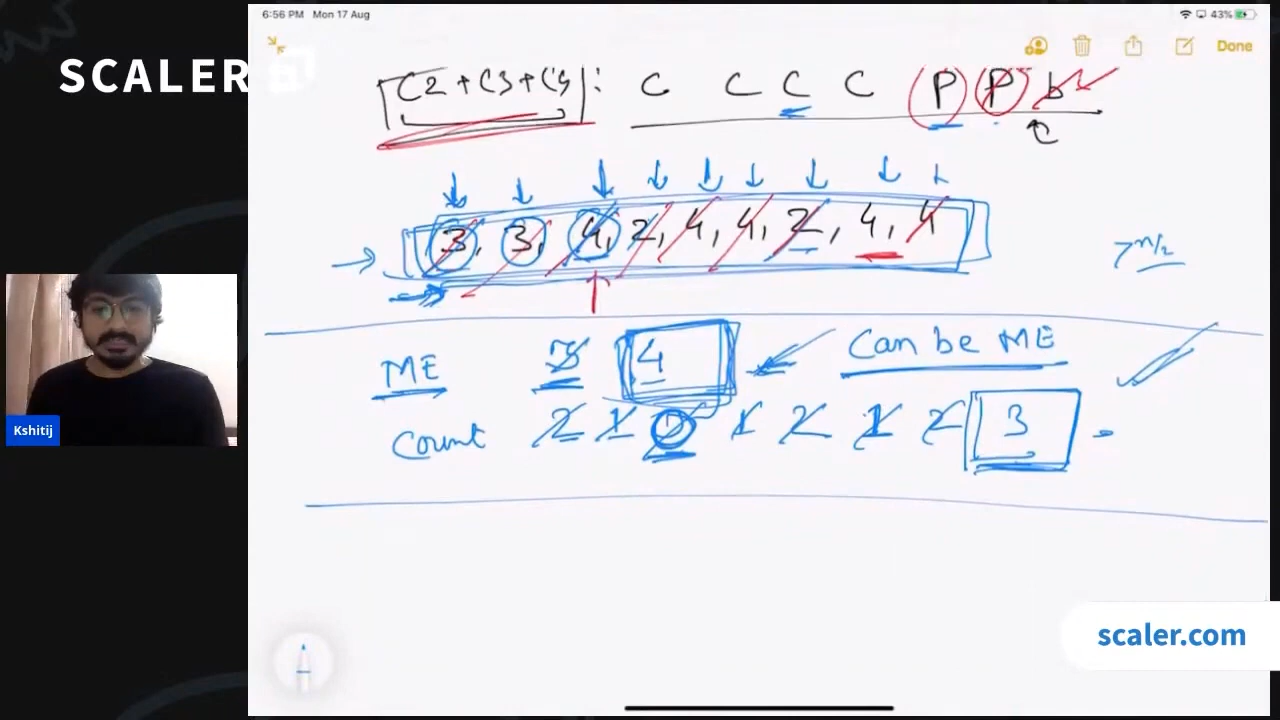 6:56 PM Mon 17 Aug 43%
SCALER
Done
C2 + C3 + C4 : C C C C P P b
3, 3, 4, 2, 4, 4, 2, 4, 4
> n/2
ME 3 4 Can be ME
Count 2 1 0 1 2 1 2 3
Kshitij
scaler.com